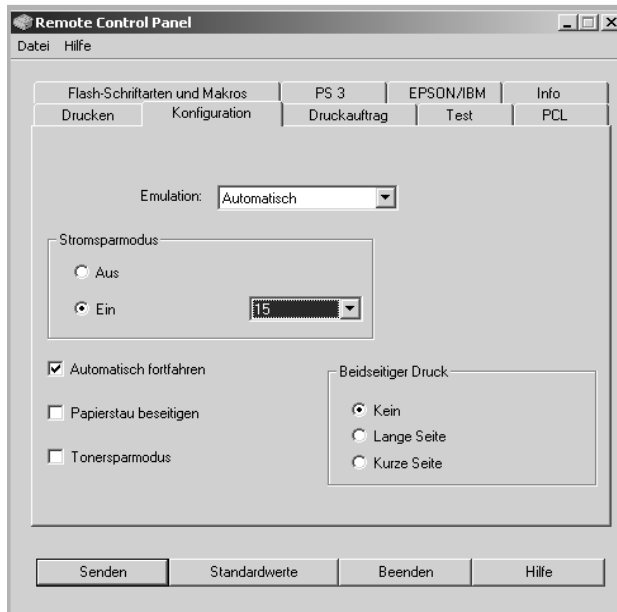 Remote Control Panel
Datei Hilfe
Flash-Schriftarten und Makros PS 3 EPSON/IBM Info
Drucken Konfiguration Druckauftrag Test PCL
Emulation: Automatisch
Stromsparmodus
Aus
Ein 15
Automatisch fortfahren
Papierstau beseitigen
Tonersparmodus
Beidseitiger Druck
Kein
Lange Seite
Kurze Seite
Senden Standardwerte Beenden Hilfe